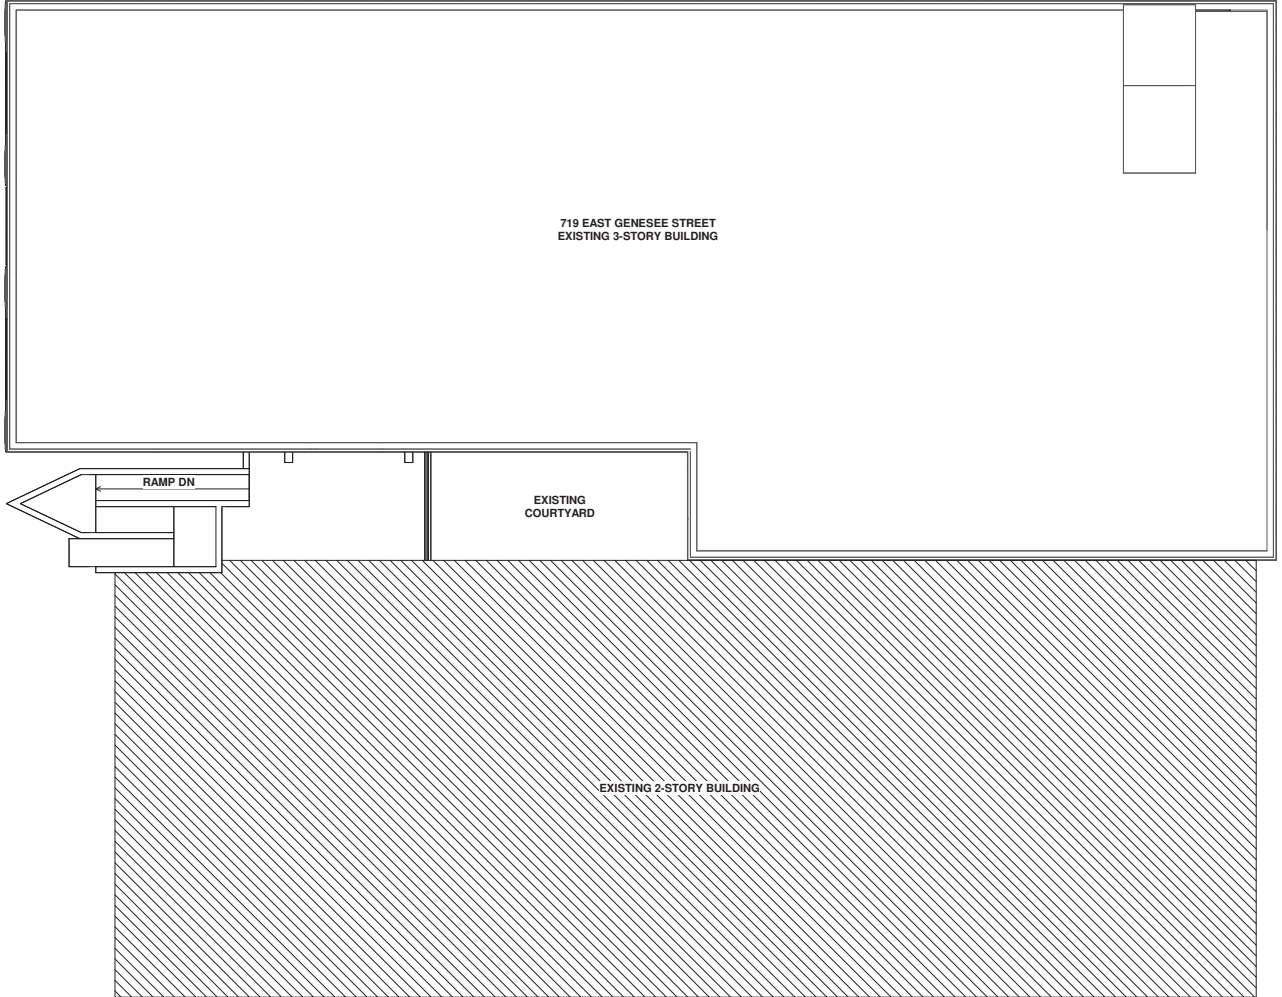 719 EAST GENESEE STREET
EXISTING 3-STORY BUILDING
RAMP DN
EXISTING
COURTYARD
EXISTING 2-STORY BUILDING